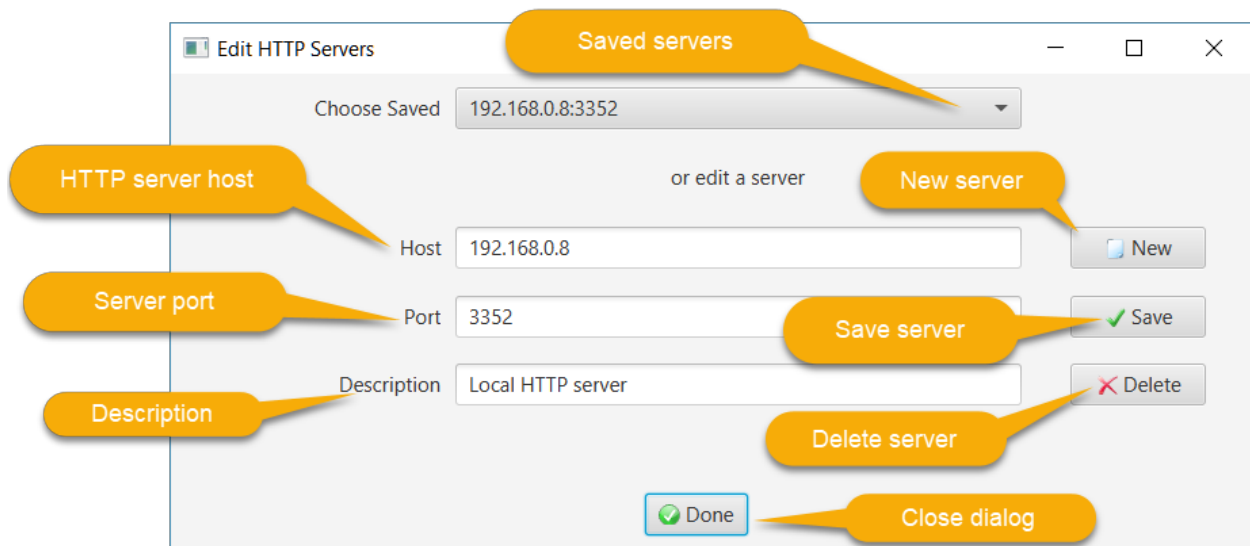 Edit HTTP Servers
Saved servers
Choose Saved 192.168.0.8:3352
HTTP server host
or edit a server
New server
Host 192.168.0.8 New
Server port
Port 3352 Save
Save server
Description Local HTTP server Delete
Description
Delete server
Done
Close dialog